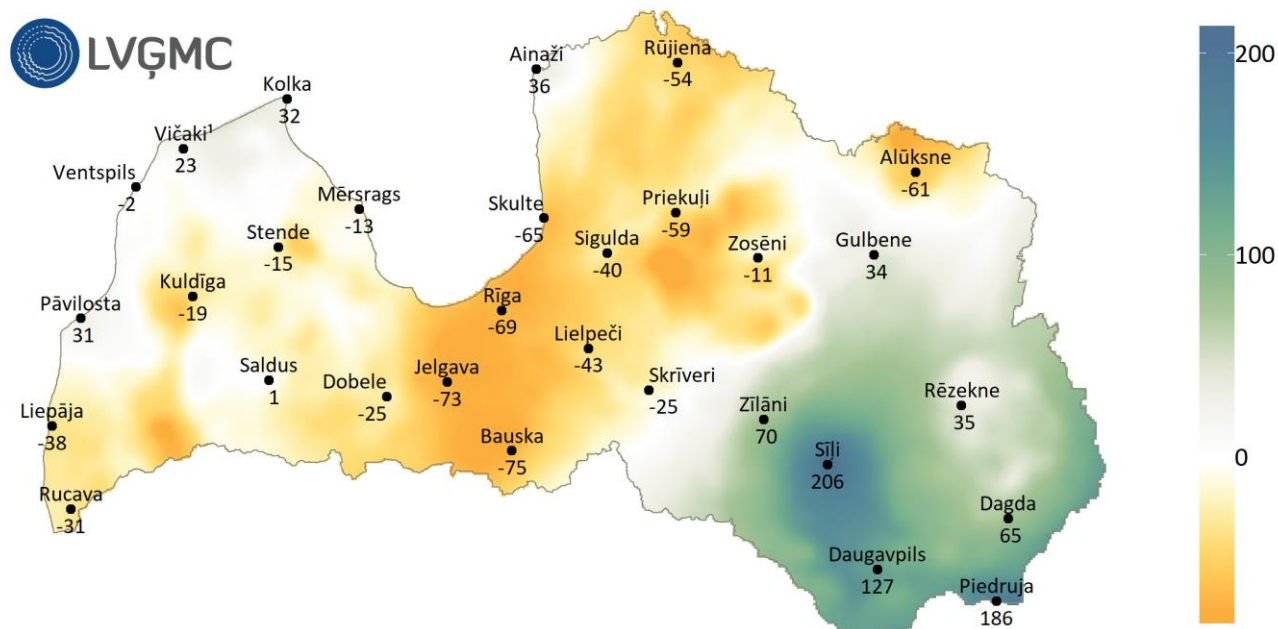 LVĢMC
Ainaži
36
Rūjiena
-54
Kolka
32
Vičaki¹
23
Alūksne
-61
Ventspils
-2
Mērsrags
-13
Skulte
-65
Priekuļi
-59
Stende
-15
Sigulda
-40
Zosēni
-11
Gulbene
34
Kuldīga
-19
Pāvilosta
31
Rīga
-69
Lielpeči
-43
Saldus
1
Dobele
-25
Jelgava
-73
Skrīveri
-25
Rēzekne
35
Zīlāni
70
Liepāja
-38
Bauska
-75
Sīļi
206
Rucava
-31
Dagda
65
Daugavpils
127
Piedruja
186
200
100
0